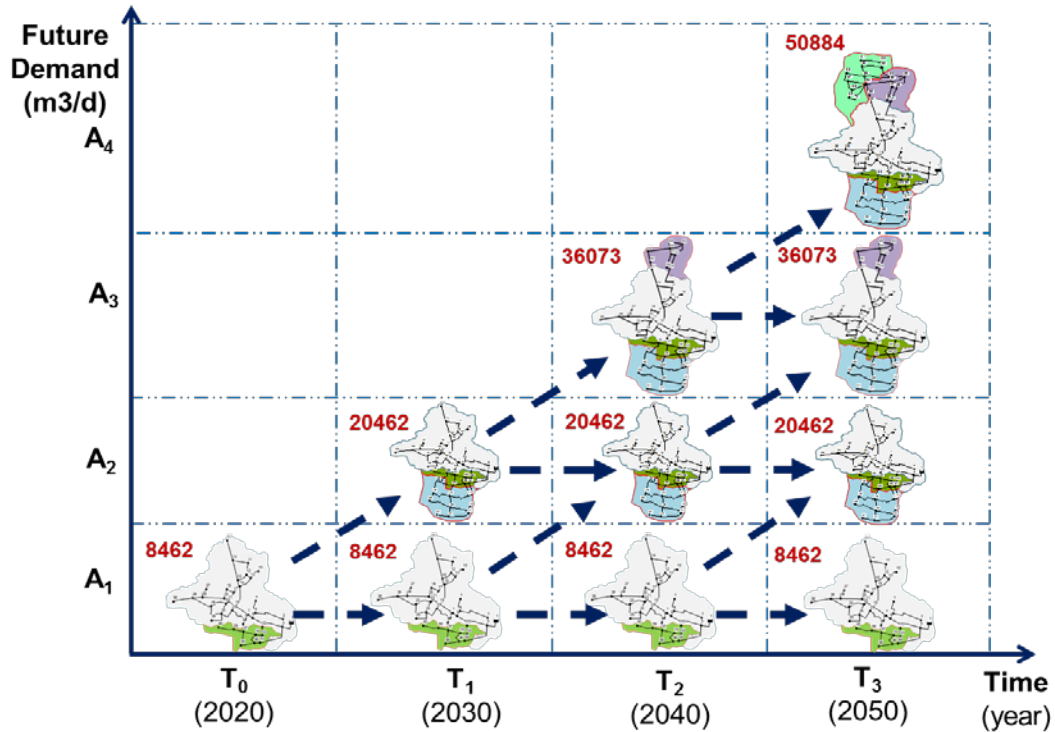 Future
Demand
(m3/d)
50884
A₄
36073
36073
A₃
20462
20462
20462
A₂
8462
8462
8462
8462
A₁
T₀
T₁
T₂
T₃
Time
(2020)
(2030)
(2040)
(2050)
(year)